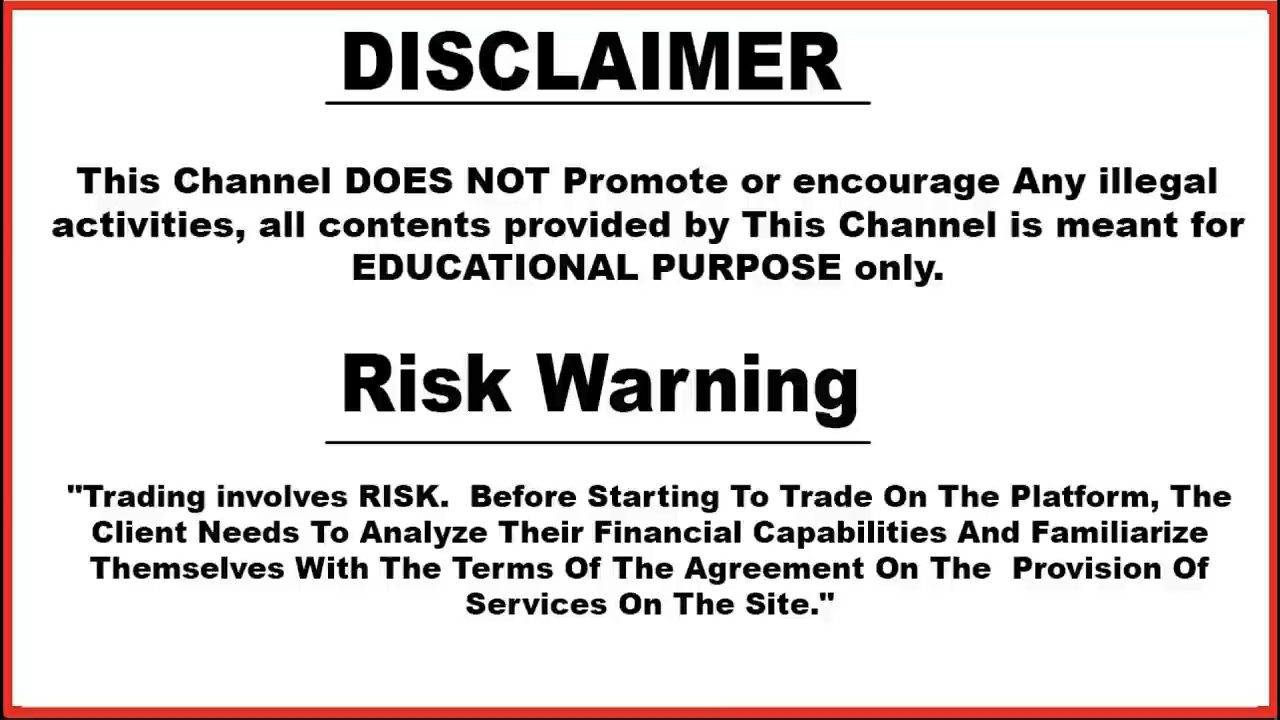 DISCLAIMER
This Channel DOES NOT Promote or encourage Any illegal
activities, all contents provided by This Channel is meant for
EDUCATIONAL PURPOSE only.
Risk Warning
"Trading involves RISK.  Before Starting To Trade On The Platform, The
Client Needs To Analyze Their Financial Capabilities And Familiarize
Themselves With The Terms Of The Agreement On The  Provision Of
Services On The Site."